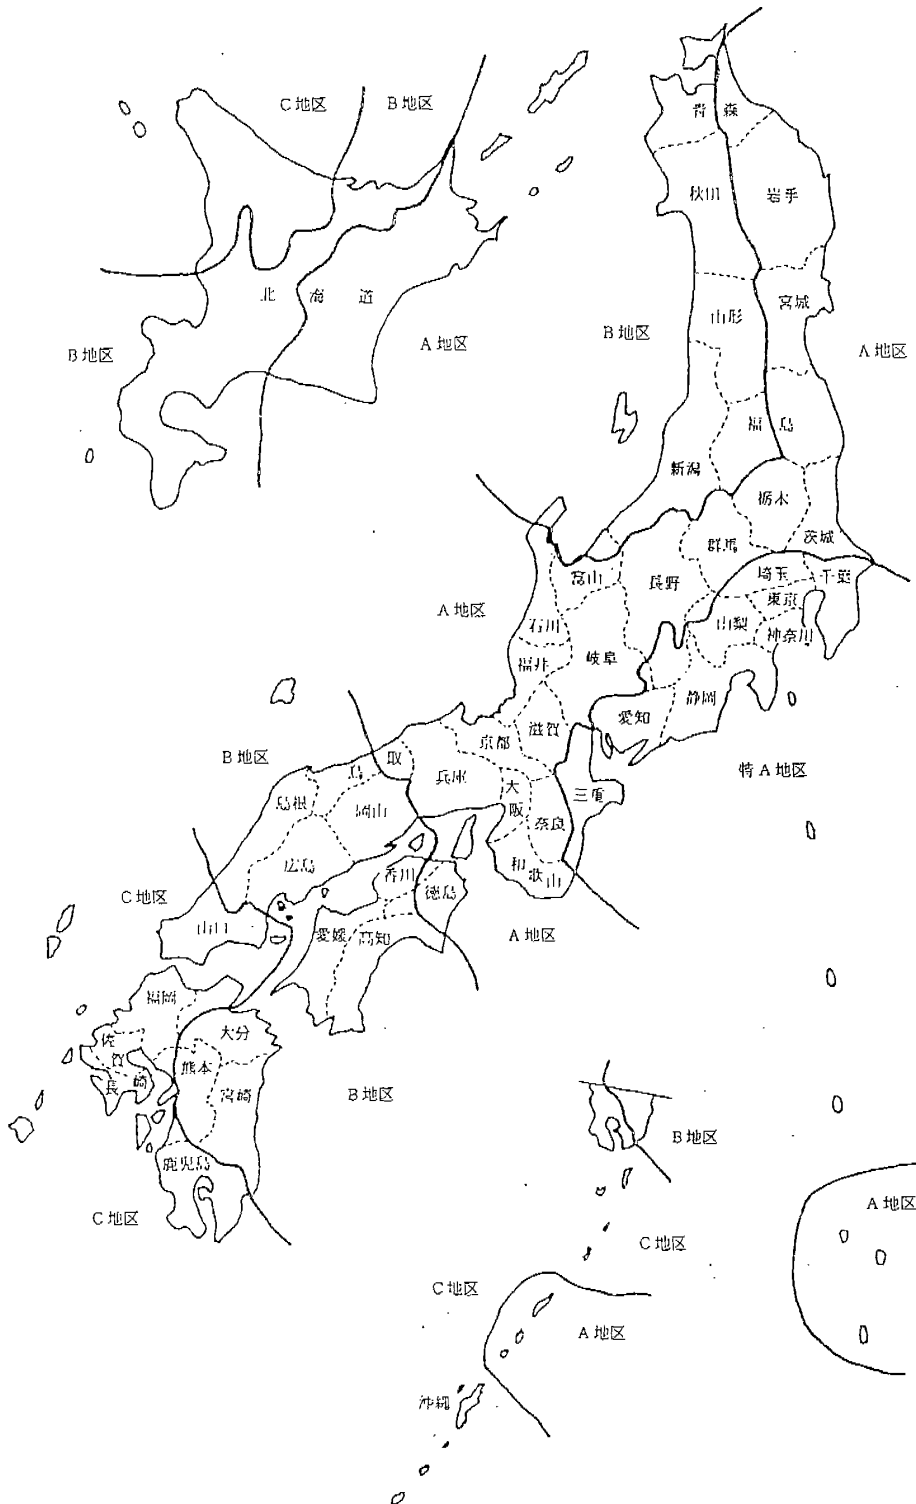 C地区
B地区
青森
秋田
岩手
北海道
山形
宮城
B地区
A地区
B地区
A地区
福島
新潟
栃木
群馬
茨城
富山
長野
埼玉
千葉
A地区
東京
石川
山梨
神奈川
福井
岐阜
静岡
愛知
滋賀
京都
B地区
鳥取
兵庫
特A地区
島根
岡山
大阪
三重
奈良
広島
和歌山
香川
徳島
C地区
山口
愛媛
高知
A地区
福岡
大分
佐賀
熊本
長崎
宮崎
B地区
B地区
鹿児島
C地区
A地区
C地区
C地区
A地区
沖縄